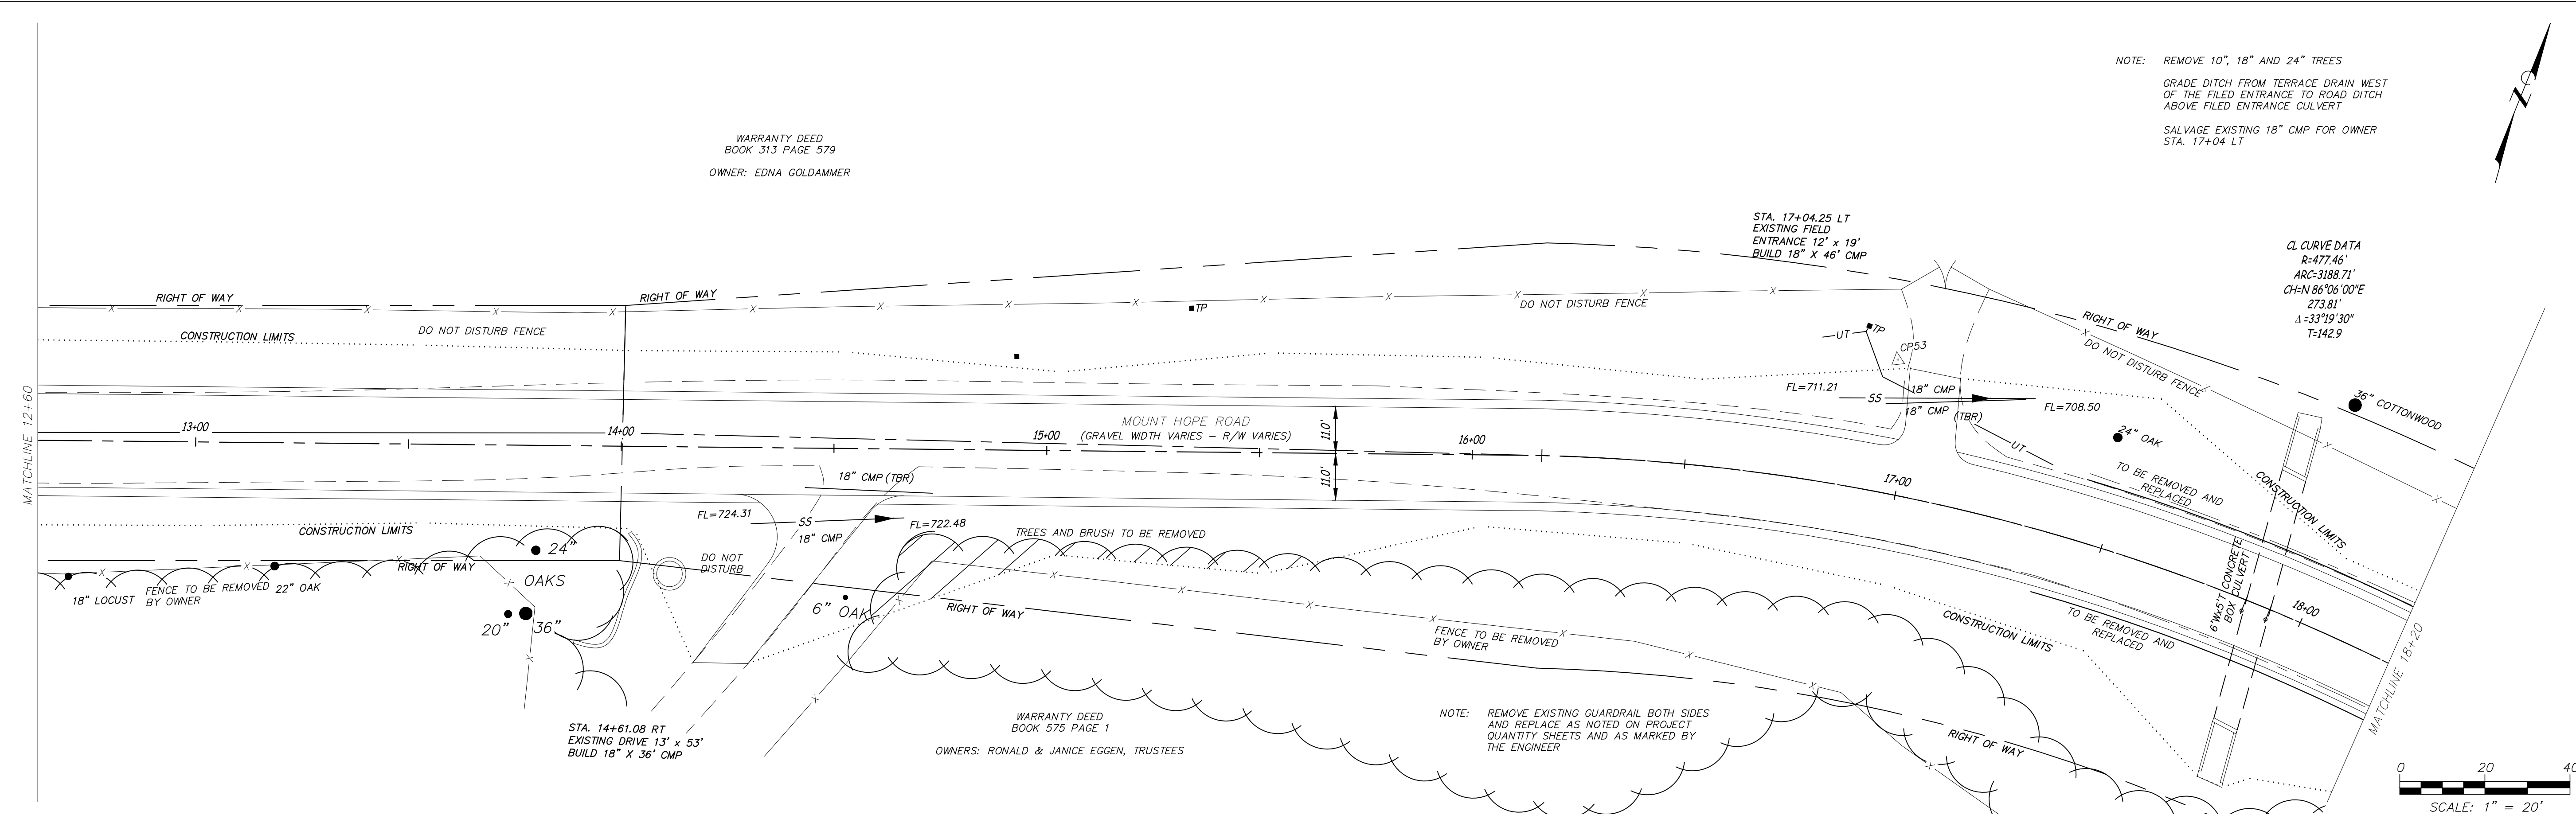 NOTE: REMOVE 10", 18" AND 24" TREES
GRADE DITCH FROM TERRACE DRAIN WEST
OF THE FILED ENTRANCE TO ROAD DITCH
ABOVE FILED ENTRANCE CULVERT
SALVAGE EXISTING 18" CMP FOR OWNER
STA. 17+04 LT
N
WARRANTY DEED
BOOK 313 PAGE 579
OWNER: EDNA GOLDAMMER
STA. 17+04.25 LT
EXISTING FIELD
ENTRANCE 12' x 19'
BUILD 18" X 46' CMP
CL CURVE DATA
R=477.46'
ARC=3188.71'
CH=N 86°06'00"E
273.81'
Δ=33°19'30"
T=142.9
RIGHT OF WAY
RIGHT OF WAY
RIGHT OF WAY
TP
DO NOT DISTURB FENCE
DO NOT DISTURB FENCE
DO NOT DISTURB FENCE
CONSTRUCTION LIMITS
UT
TP
CP53
MATCHLINE 12+60
FL=711.21
18" CMP
SS
18" CMP (TBR)
FL=708.50
36" COTTONWOOD
24" OAK
UT
MOUNT HOPE ROAD
(GRAVEL WIDTH VARIES - R/W VARIES)
11.0'
11.0'
13+00
14+00
15+00
16+00
17+00
18+00
TO BE REMOVED AND
REPLACED
CONSTRUCTION LIMITS
18" CMP (TBR)
FL=724.31
SS
18" CMP
FL=722.48
CONSTRUCTION LIMITS
TREES AND BRUSH TO BE REMOVED
24"
DO NOT
DISTURB
RIGHT OF WAY
OAKS
18" LOCUST
FENCE TO BE REMOVED
BY OWNER
22" OAK
20"
36"
6" OAK
RIGHT OF WAY
FENCE TO BE REMOVED
BY OWNER
6'Wx5'T CONCRETE
BOX CULVERT
TO BE REMOVED AND
REPLACED
CONSTRUCTION LIMITS
MATCHLINE 18+20
STA. 14+61.08 RT
EXISTING DRIVE 13' x 53'
BUILD 18" X 36' CMP
WARRANTY DEED
BOOK 575 PAGE 1
OWNERS: RONALD & JANICE EGGEN, TRUSTEES
NOTE: REMOVE EXISTING GUARDRAIL BOTH SIDES
AND REPLACE AS NOTED ON PROJECT
QUANTITY SHEETS AND AS MARKED BY
THE ENGINEER
RIGHT OF WAY
0 20 40
SCALE: 1" = 20'